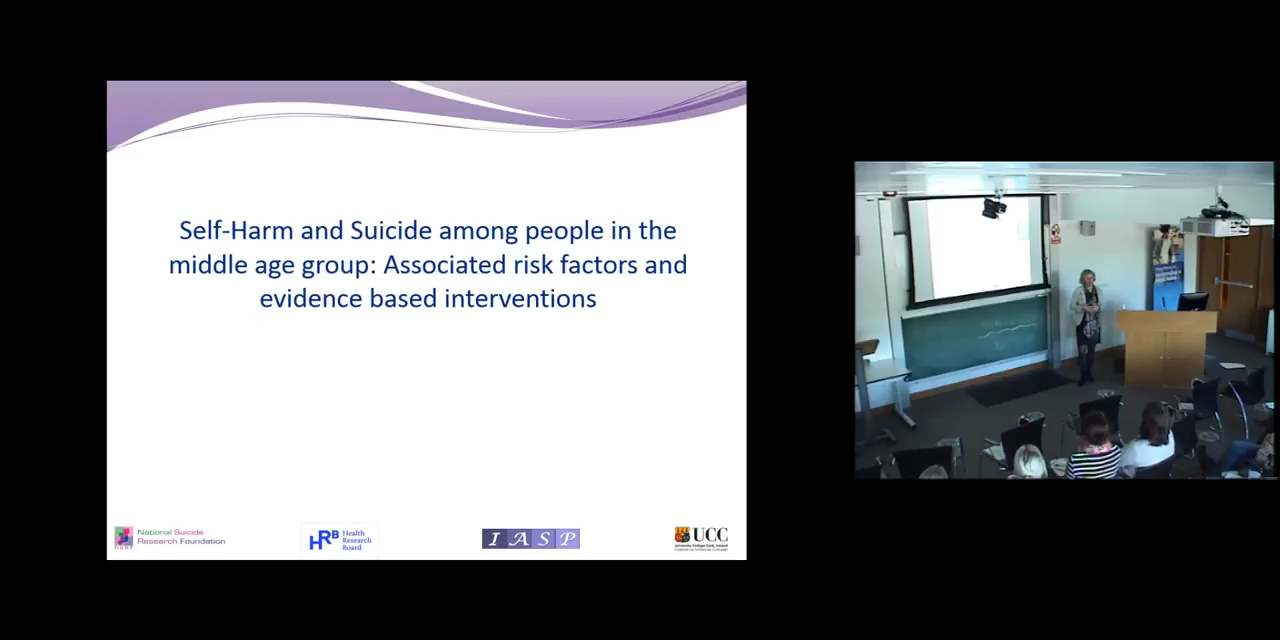 Self-Harm and Suicide among people in the
middle age group: Associated risk factors and
evidence based interventions
National Suicide
Research Foundation
HRB
Health
Research
Board
IASP
UCC